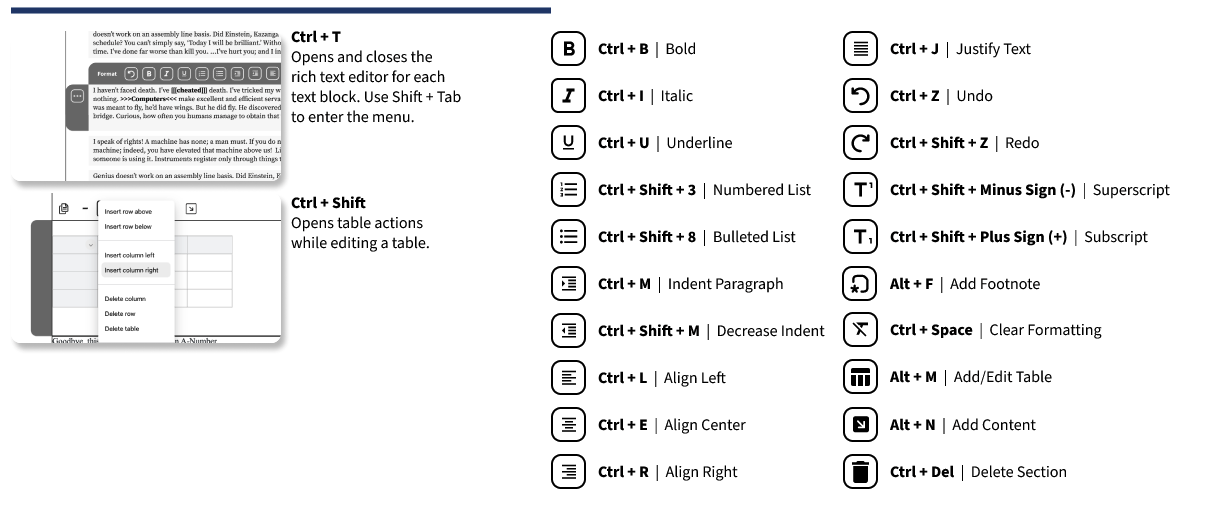 doesn't work on an assembly line basis. Did Einstein, Kazanga
schedule? You can't simply say, 'Today I will be brilliant.' Witho
time. I've done far worse than kill you. ...I've hurt you; and I in
Format
I haven't faced death. I've [[[cheated]]] death. I've tricked my w
nothing. >>>Computers<<< make excellent and efficient serva
was meant to fly, he'd have wings. But he did fly. He discovered
bridge. Curious, how often you humans manage to obtain that
I speak of rights! A machine has none; a man must. If you do n
machine; indeed, you have elevated that machine above us! Li
someone is using it. Instruments register only through things t
Genius doesn't work on an assembly line basis. Did Einstein, F
Ctrl + T
Opens and closes the
rich text editor for each
text block. Use Shift + Tab
to enter the menu.
Insert row above
Insert row below
Insert column left
Insert column right
Delete column
Delete row
Delete table
Goodbye, thi
n A-Number
Ctrl + Shift
Opens table actions
while editing a table.
Ctrl + B | Bold
Ctrl + I | Italic
Ctrl + U | Underline
Ctrl + Shift + 3 | Numbered List
Ctrl + Shift + 8 | Bulleted List
Ctrl + M | Indent Paragraph
Ctrl + Shift + M | Decrease Indent
Ctrl + L | Align Left
Ctrl + E | Align Center
Ctrl + R | Align Right
Ctrl + J | Justify Text
Ctrl + Z | Undo
Ctrl + Shift + Z | Redo
Ctrl + Shift + Minus Sign (-) | Superscript
Ctrl + Shift + Plus Sign (+) | Subscript
Alt + F | Add Footnote
Ctrl + Space | Clear Formatting
Alt + M | Add/Edit Table
Alt + N | Add Content
Ctrl + Del | Delete Section